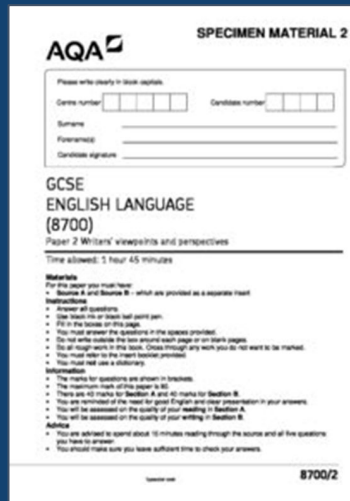 SPECIMEN MATERIAL 2
AQA
Please write clearly in block capitals.
Centre number Candidate number
Surname
Forename(s)
Candidate signature
GCSE
ENGLISH LANGUAGE
(8700)
Paper 2 Writers' viewpoints and perspectives
Time allowed: 1 hour 45 minutes
Materials
For this paper you must have:
• Source A and Source B – which are provided as a separate insert
Instructions
• Answer all questions.
• Use black ink or black ball point pen.
• Fill in the boxes on this page.
• You must answer the questions in the spaces provided.
• Do not write outside the box around each page or on blank pages.
• Do all rough work in this book. Cross through any work you do not want to be marked.
• You must refer to the insert booklet provided.
• You must not use a dictionary.
Information
• The marks for questions are shown in brackets.
• The maximum mark of this paper is 80.
• There are 40 marks for Section A and 40 marks for Section B.
• You are reminded of the need for good English and clear presentation in your answers.
• You will be assessed on the quality of your reading in Section A.
• You will be assessed on the quality of your writing in Section B.
Advice
• You are advised to spend about 15 minutes reading through the source and all five questions
you have to answer.
• You should make sure you leave sufficient time to check your answers.
8700/2